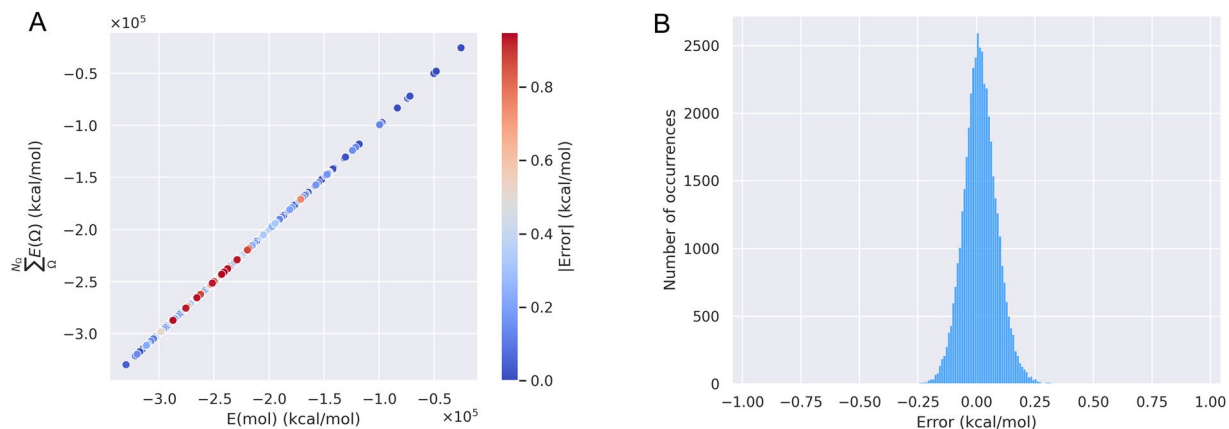 A
×10⁵
−0.5
−1.0
−1.5
−2.0
−2.5
−3.0
∑_Ω^{N_Ω} E(Ω) (kcal/mol)
−3.0 −2.5 −2.0 −1.5 −1.0 −0.5
E(mol) (kcal/mol) ×10⁵
0.8
0.6
0.4
0.2
0.0
|Error| (kcal/mol)
B
2500
2000
1500
1000
500
0
Number of occurrences
−1.00 −0.75 −0.50 −0.25 0.00 0.25 0.50 0.75 1.00
Error (kcal/mol)